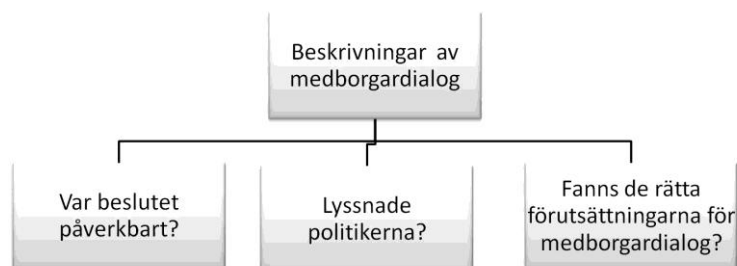 Beskrivningar av
medborgardialog
Var beslutet
påverkbart?
Lyssnade
politikerna?
Fanns de rätta
förutsättningarna för
medborgardialog?